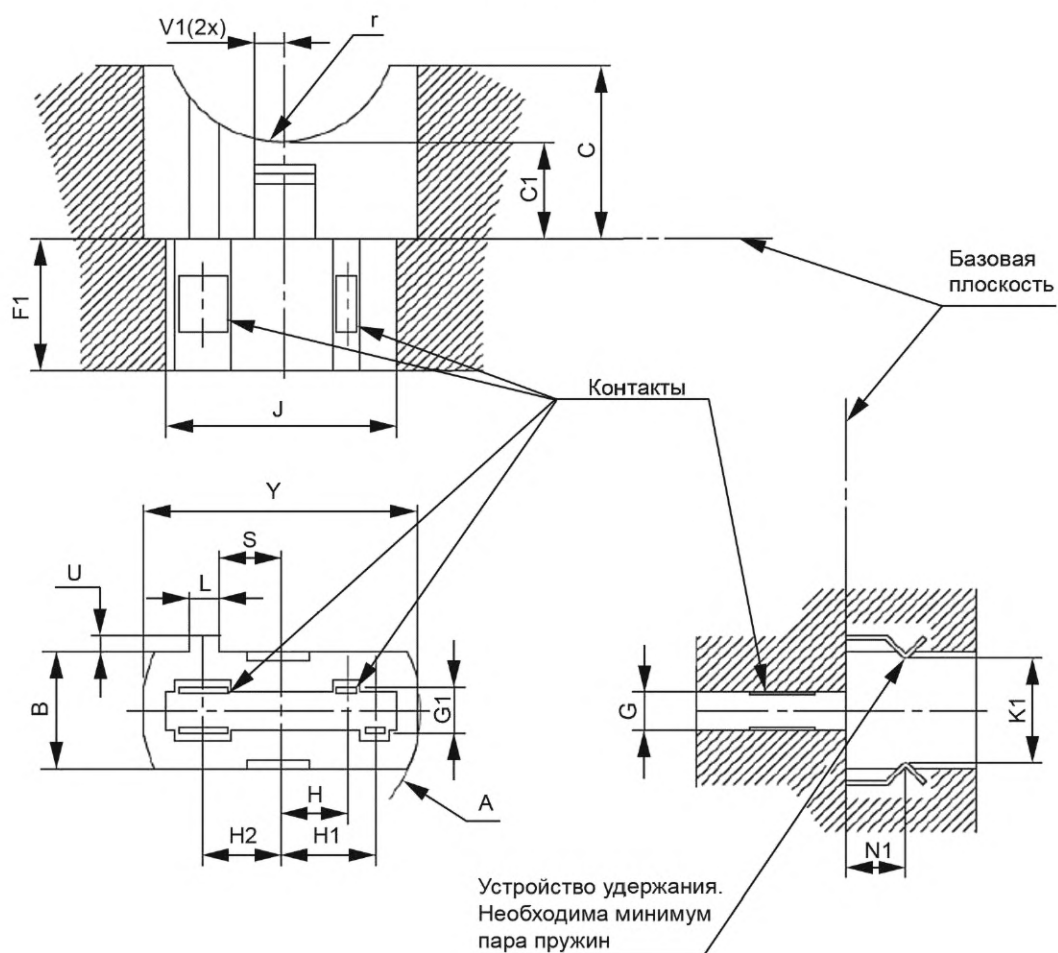 V1(2x)
r
C
C1
F1
Базовая
плоскость
J
Контакты
Y
S
U
L
B
G1
G
K1
A
H
H2
H1
N1
Устройство удержания.
Необходима минимум
пара пружин